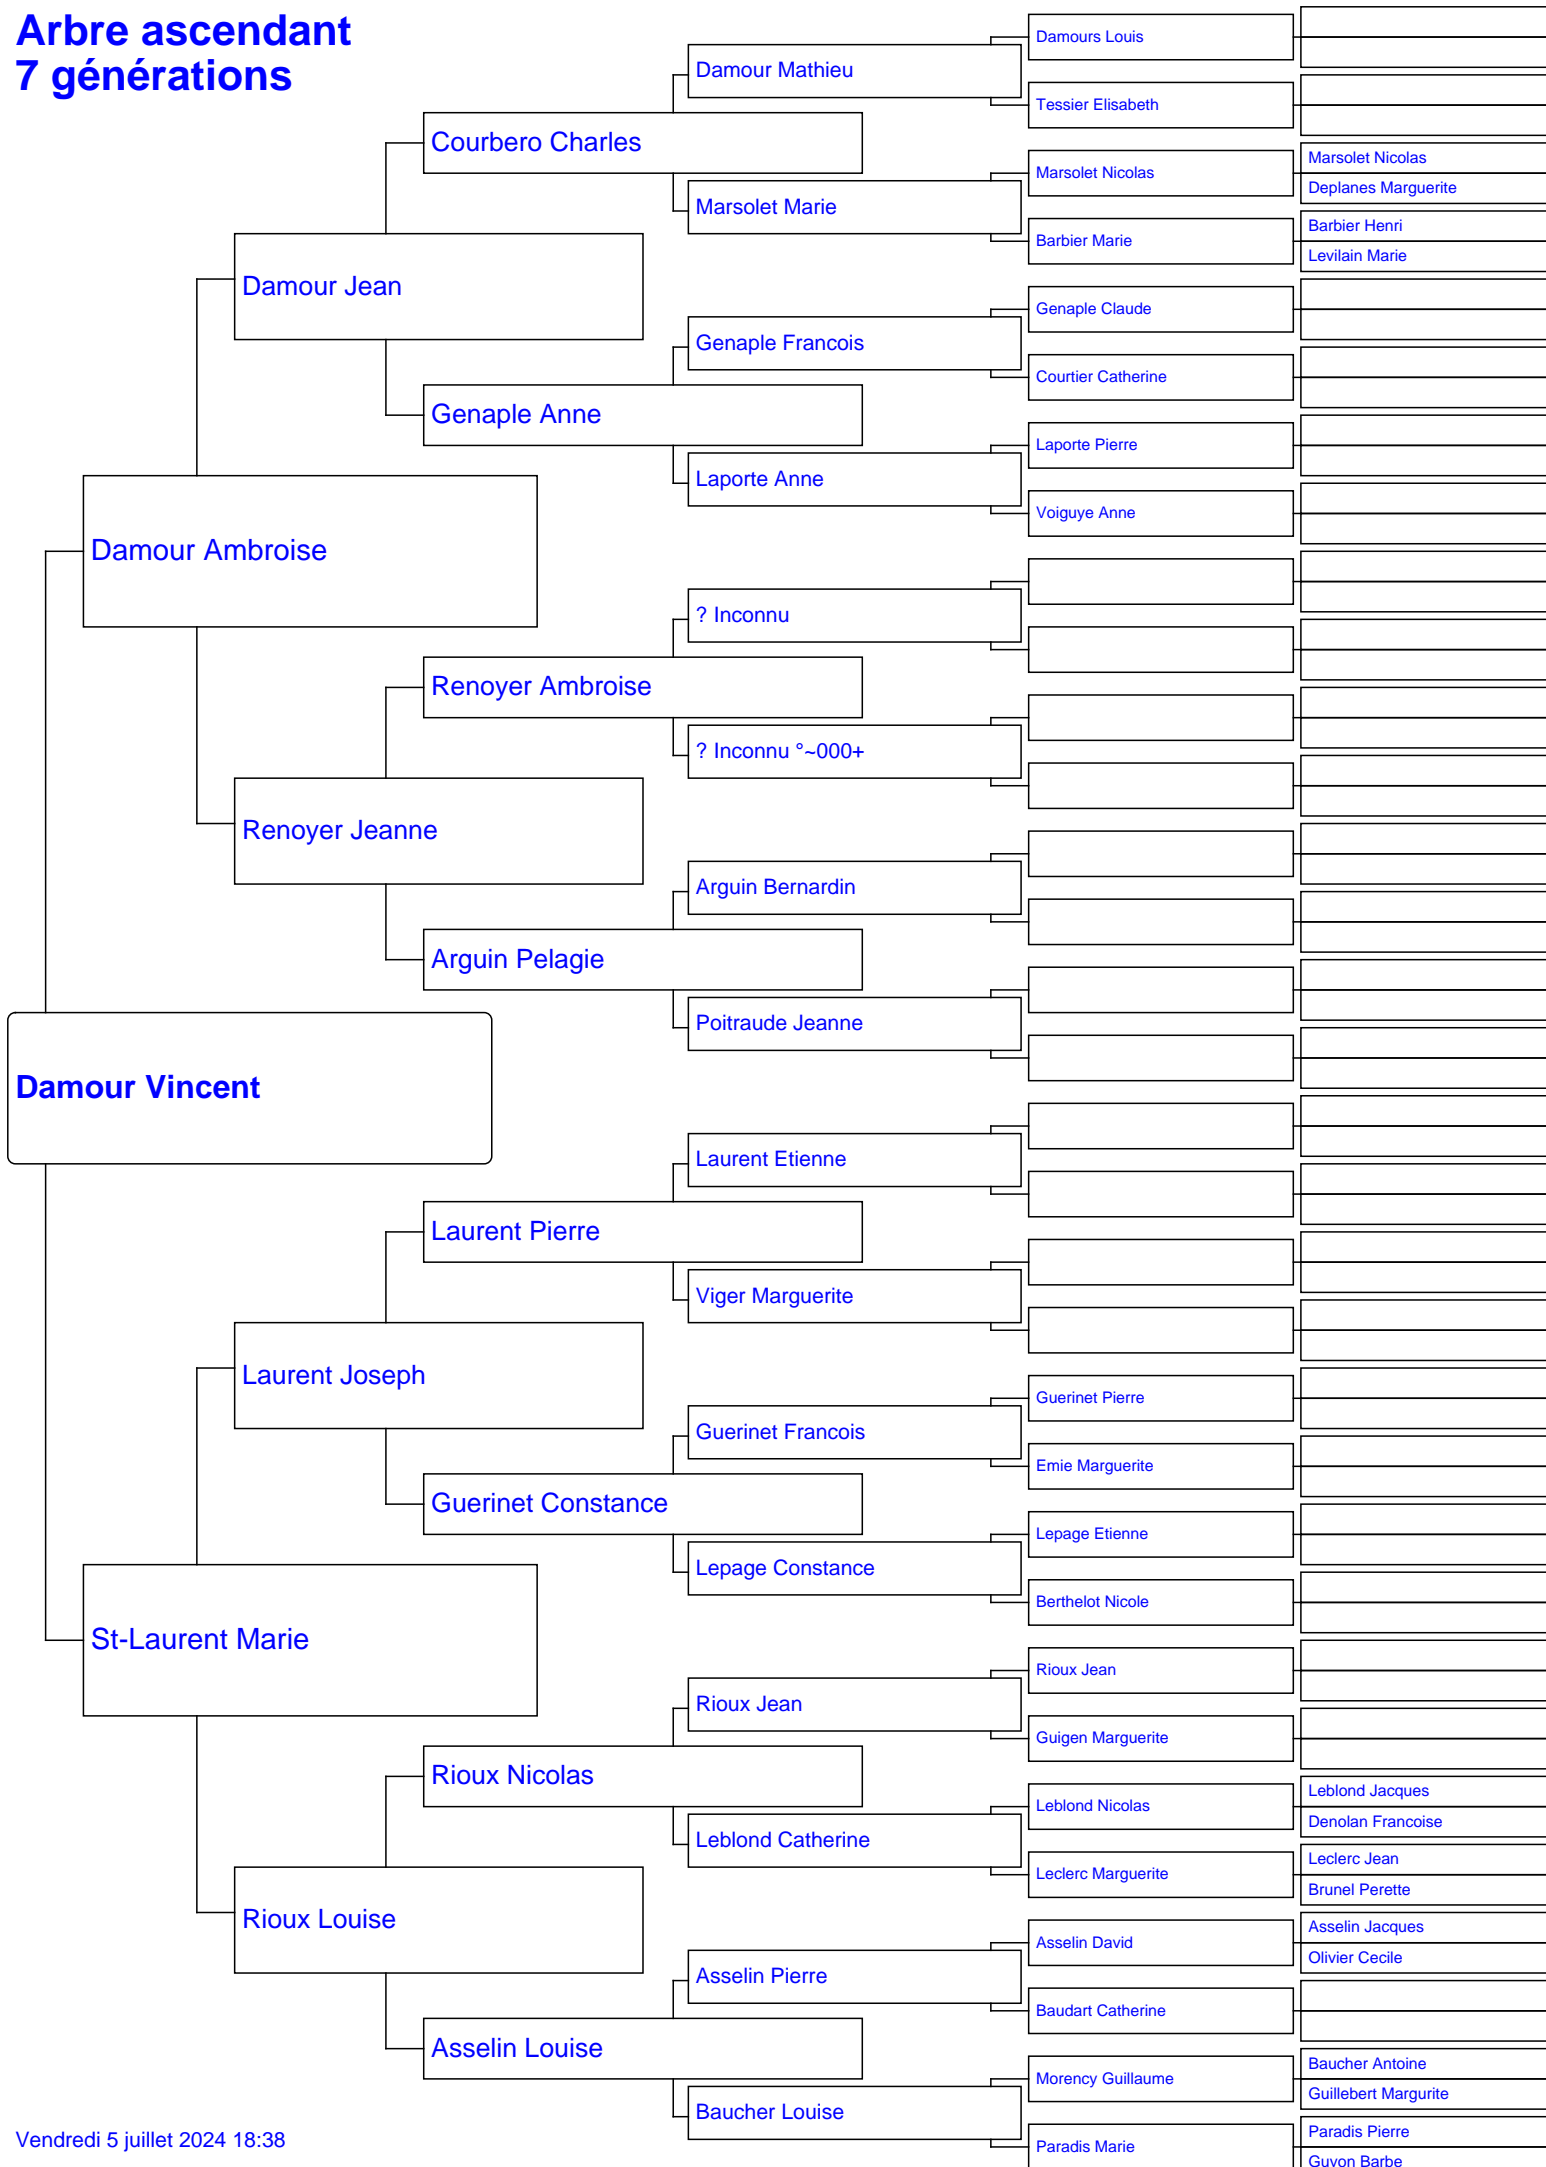 Arbre ascendant
7 générations
Damours Louis
Damour Mathieu
Tessier Elisabeth
Courbero Charles
Marsolet Nicolas
Marsolet Nicolas
Deplanes Marguerite
Marsolet Marie
Barbier Marie
Barbier Henri
Levilain Marie
Damour Jean
Genaple Claude
Genaple Francois
Courtier Catherine
Genaple Anne
Laporte Pierre
Laporte Anne
Voiguye Anne
Damour Ambroise
? Inconnu
Renoyer Ambroise
? Inconnu °~000+
Renoyer Jeanne
Arguin Bernardin
Arguin Pelagie
Poitraude Jeanne
Damour Vincent
Laurent Etienne
Laurent Pierre
Viger Marguerite
Laurent Joseph
Guerinet Pierre
Guerinet Francois
Emie Marguerite
Guerinet Constance
Lepage Etienne
Lepage Constance
Berthelot Nicole
St-Laurent Marie
Rioux Jean
Rioux Jean
Guigen Marguerite
Rioux Nicolas
Leblond Nicolas
Leblond Jacques
Denolan Francoise
Leblond Catherine
Leclerc Marguerite
Leclerc Jean
Brunel Perette
Rioux Louise
Asselin David
Asselin Jacques
Olivier Cecile
Asselin Pierre
Baudart Catherine
Asselin Louise
Morency Guillaume
Baucher Antoine
Guillebert Margurite
Baucher Louise
Paradis Marie
Paradis Pierre
Guyon Barbe
Vendredi 5 juillet 2024 18:38